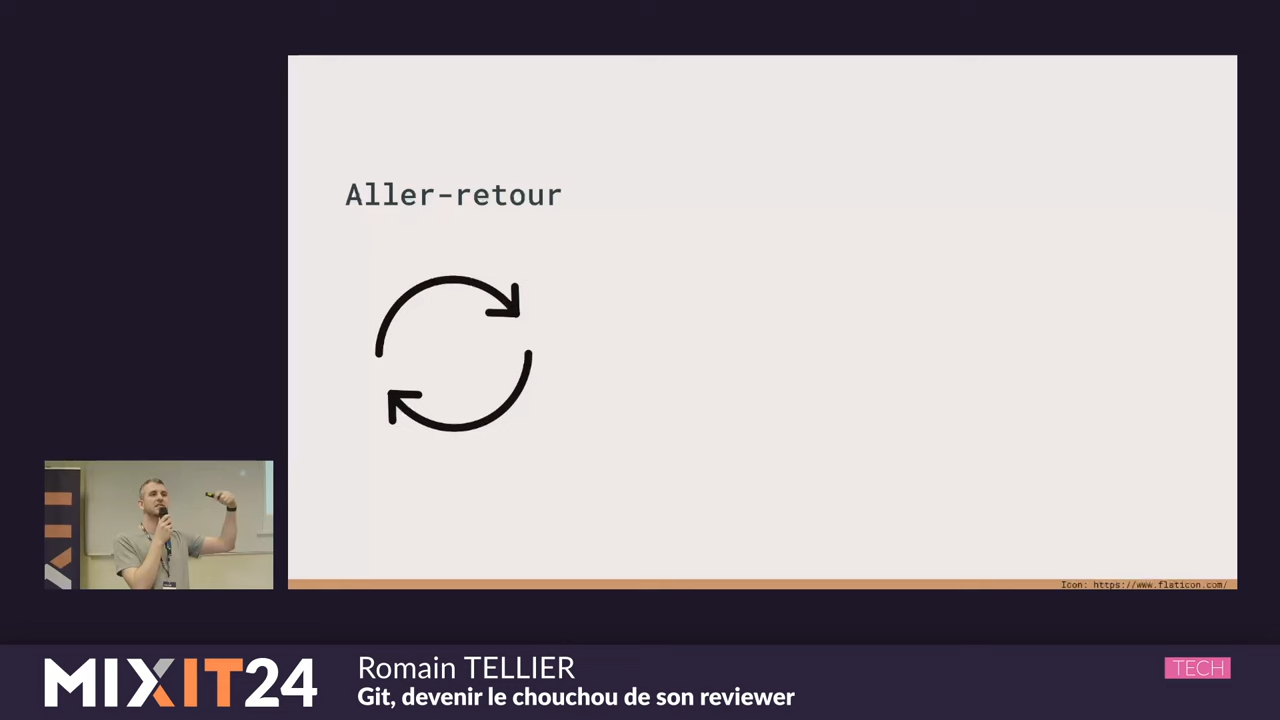 Aller-retour
Icon: https://www.flaticon.com/
MIXIT24
Romain TELLIER
Git, devenir le chouchou de son reviewer
TECH